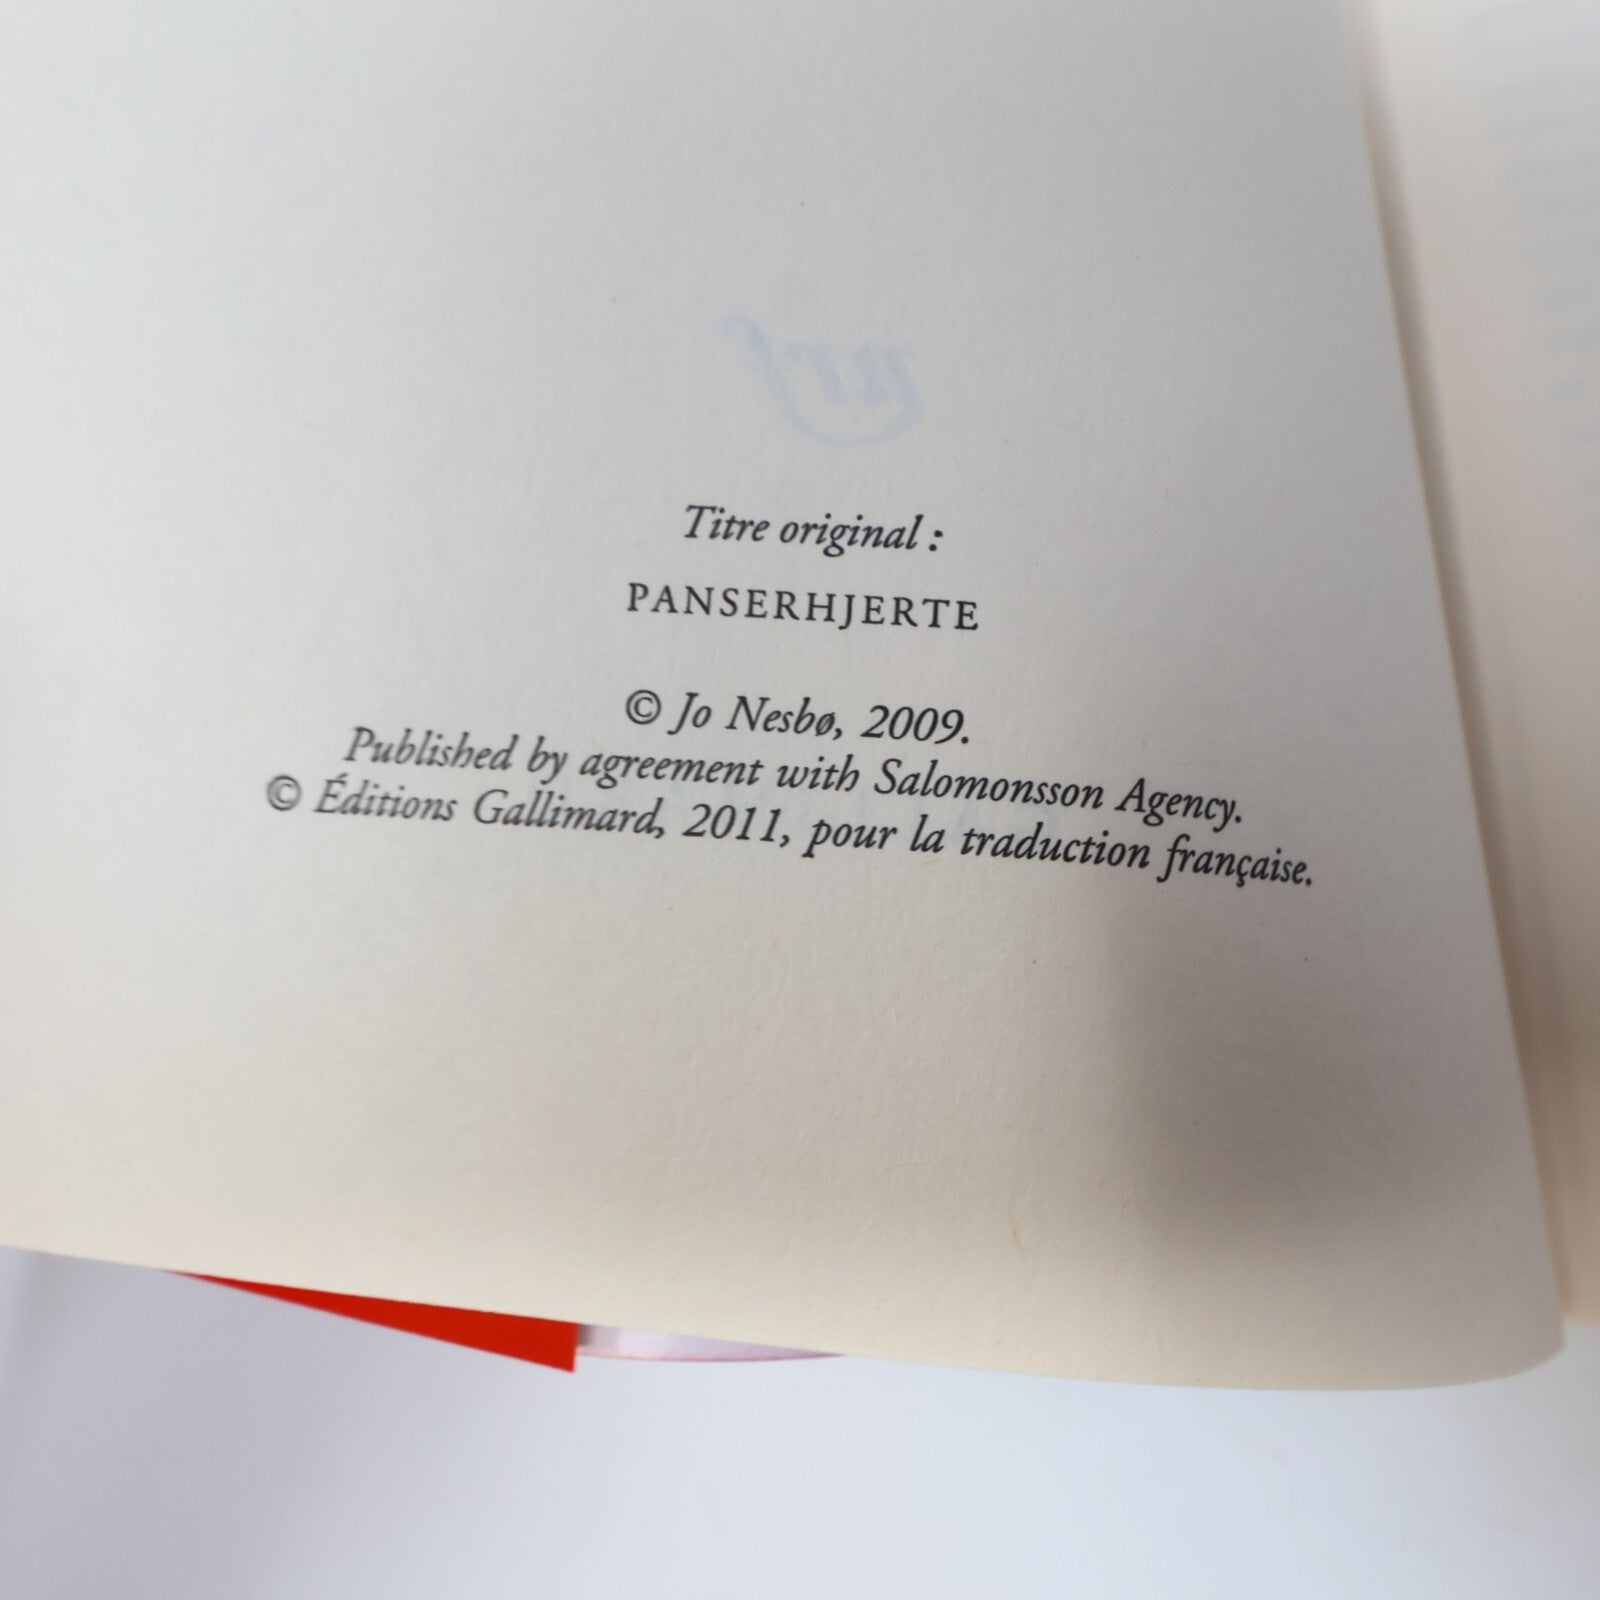 nrf
Titre original :
PANSERHJERTE
© Jo Nesbø, 2009.
Published by agreement with Salomonsson Agency.
© Éditions Gallimard, 2011, pour la traduction française.